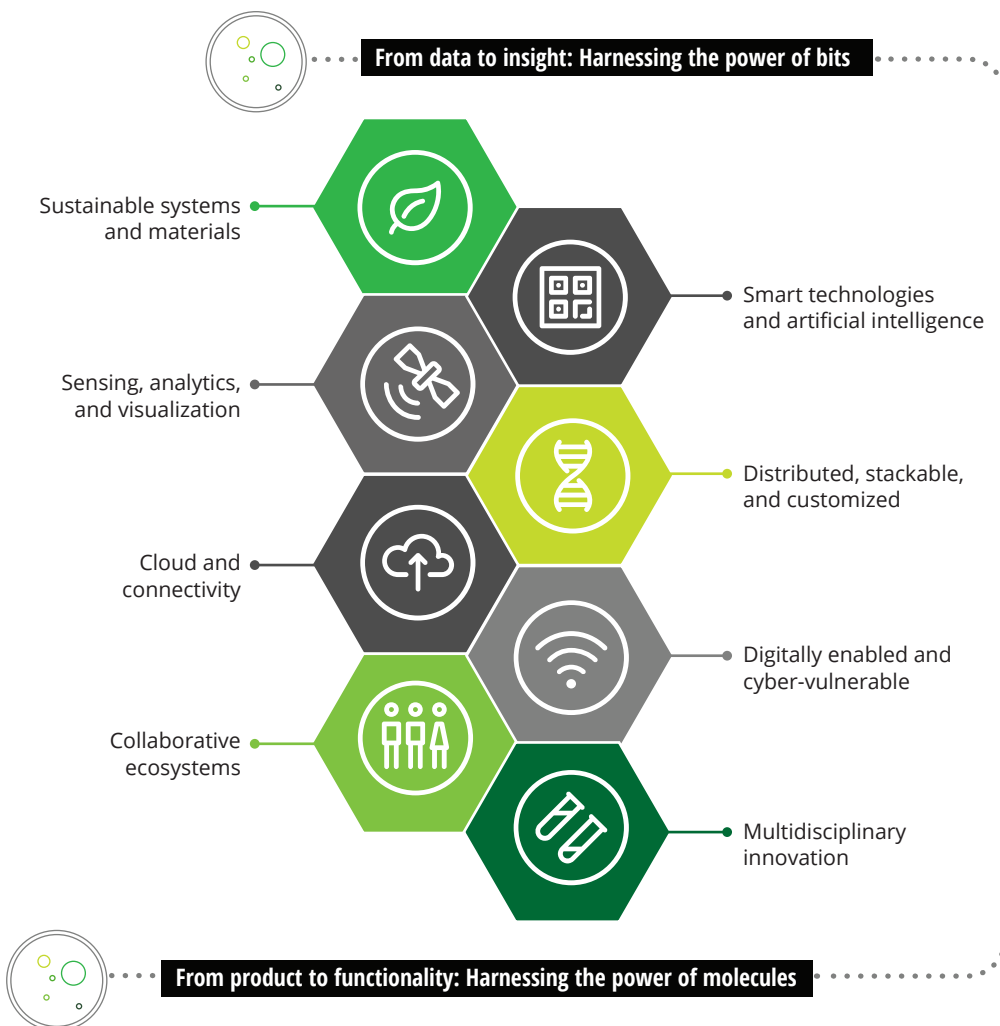 From data to insight: Harnessing the power of bits
Sustainable systems
and materials
Smart technologies
and artificial intelligence
Sensing, analytics,
and visualization
Distributed, stackable,
and customized
Cloud and
connectivity
Digitally enabled and
cyber-vulnerable
Collaborative
ecosystems
Multidisciplinary
innovation
From product to functionality: Harnessing the power of molecules